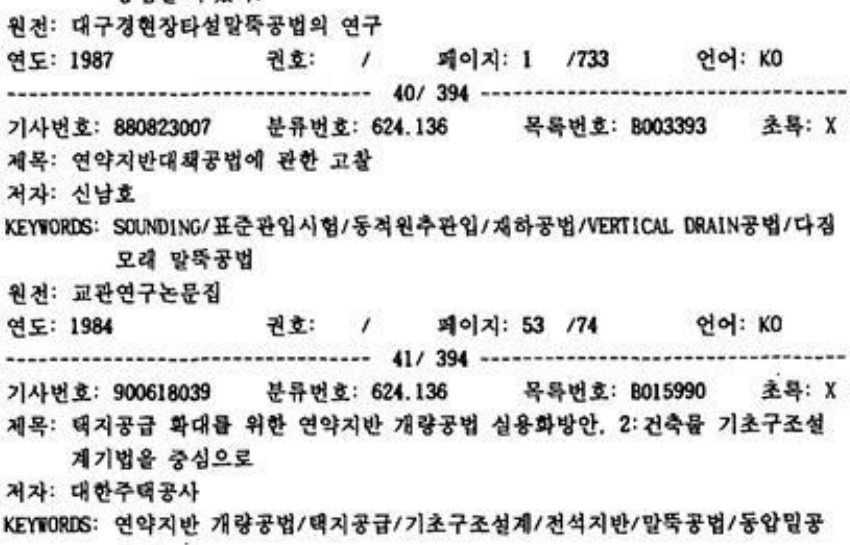 원전: 대구경현장타설말뚝공법의 연구
연도: 1987 권호: / 페이지: 1 /733 언어: KO
---------------------------------- 40/ 394 ----------------------------------
기사번호: 880823007 분류번호: 624.136 목록번호: B003393 초록: X
제목: 연약지반대책공법에 관한 고찰
저자: 신남호
KEYWORDS: SOUNDING/표준관입시험/동적원추관입/재하공법/VERTICAL DRAIN공법/다짐
모래 말뚝공법
원전: 교관연구논문집
연도: 1984 권호: / 페이지: 53 /74 언어: KO
---------------------------------- 41/ 394 ----------------------------------
기사번호: 900618039 분류번호: 624.136 목록번호: B015990 초록: X
제목: 택지공급 확대를 위한 연약지반 개량공법 실용화방안, 2:건축물 기초구조설
계기법을 중심으로
저자: 대한주택공사
KEYWORDS: 연약지반 개량공법/택지공급/기초구조설계/전석지반/말뚝공법/동압밀공